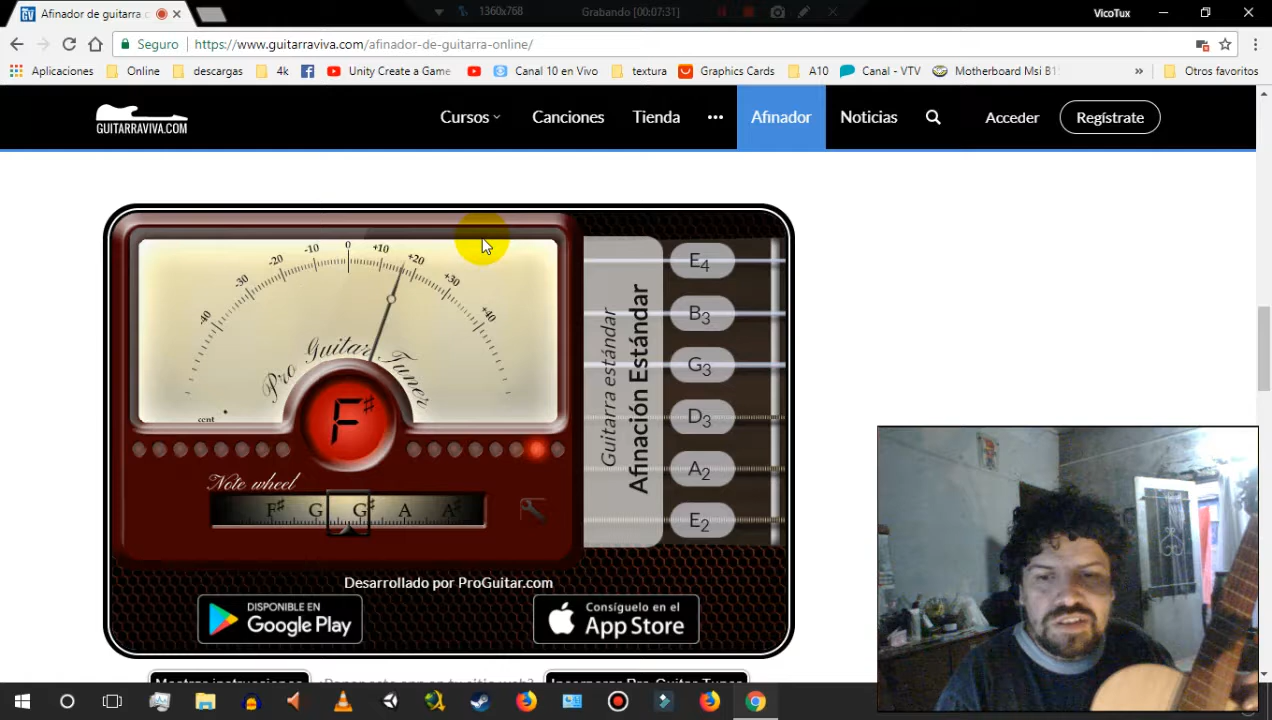 Afinador de guitarra
1360x768
Grabando [00:07:31]
VicoTux
Seguro
https://www.guitarraviva.com/afinador-de-guitarra-online/
Aplicaciones
Online
descargas
4k
Unity Create a Game
Canal 10 en Vivo
textura
Graphics Cards
A10
Canal - VTV
Motherboard Msi B1
»
Otros favoritos
GUITARRAVIVA.COM
Cursos
Canciones
Tienda
Afinador
Noticias
Acceder
Regístrate
-40
-30
-20
-10
0
+10
+20
+30
+40
Pro Guitar Tuner
cent
F♯
Note wheel
F♯ G G♯ A A♯
Guitarra estándar
Afinación Estándar
E4
B3
G3
D3
A2
E2
Desarrollado por ProGuitar.com
DISPONIBLE EN
Google Play
Consíguelo en el
App Store